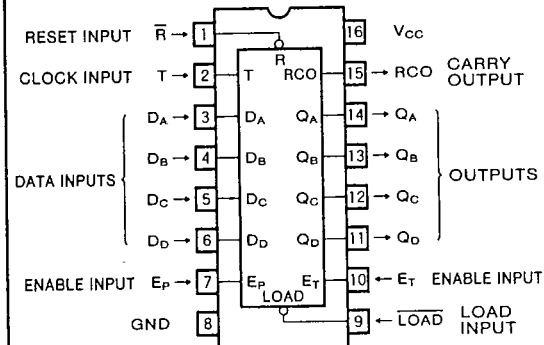 RESET INPUT R̅ → 1 R 16 VCC
CLOCK INPUT T → 2 T RCO 15 → RCO CARRY OUTPUT
DA → 3 DA QA 14 → QA
DB → 4 DB QB 13 → QB
DATA INPUTS OUTPUTS
DC → 5 DC QC 12 → QC
DD → 6 DD QD 11 → QD
ENABLE INPUT EP → 7 EP ET 10 ← ET ENABLE INPUT
LOAD
GND 8 9 ← L̅O̅A̅D̅ LOAD INPUT